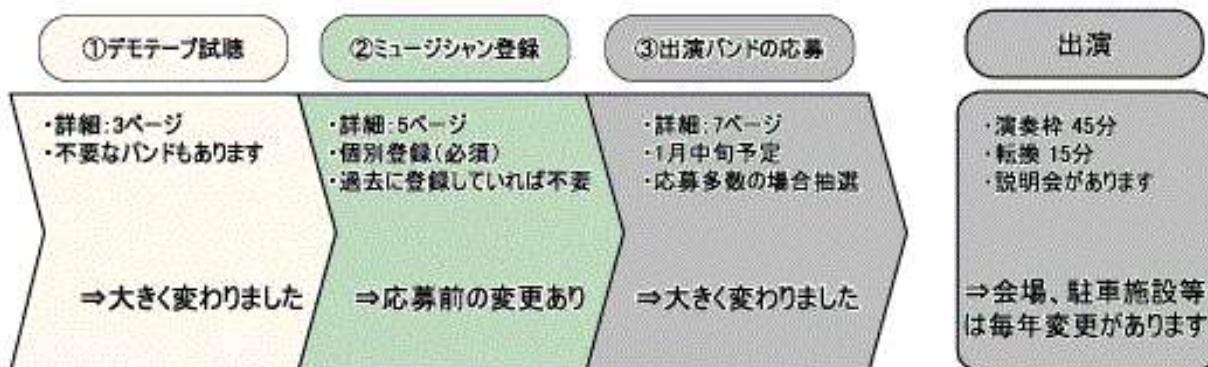 ①デモテープ試聴
・詳細:3ページ
・不要なバンドもあります
⇒大きく変わりました
②ミュージシャン登録
・詳細:5ページ
・個別登録(必須)
・過去に登録していれば不要
⇒応募前の変更あり
③出演バンドの応募
・詳細:7ページ
・1月中旬予定
・応募多数の場合抽選
⇒大きく変わりました
出演
・演奏枠 45分
・転換 15分
・説明会があります
⇒会場、駐車施設等
は毎年変更があります